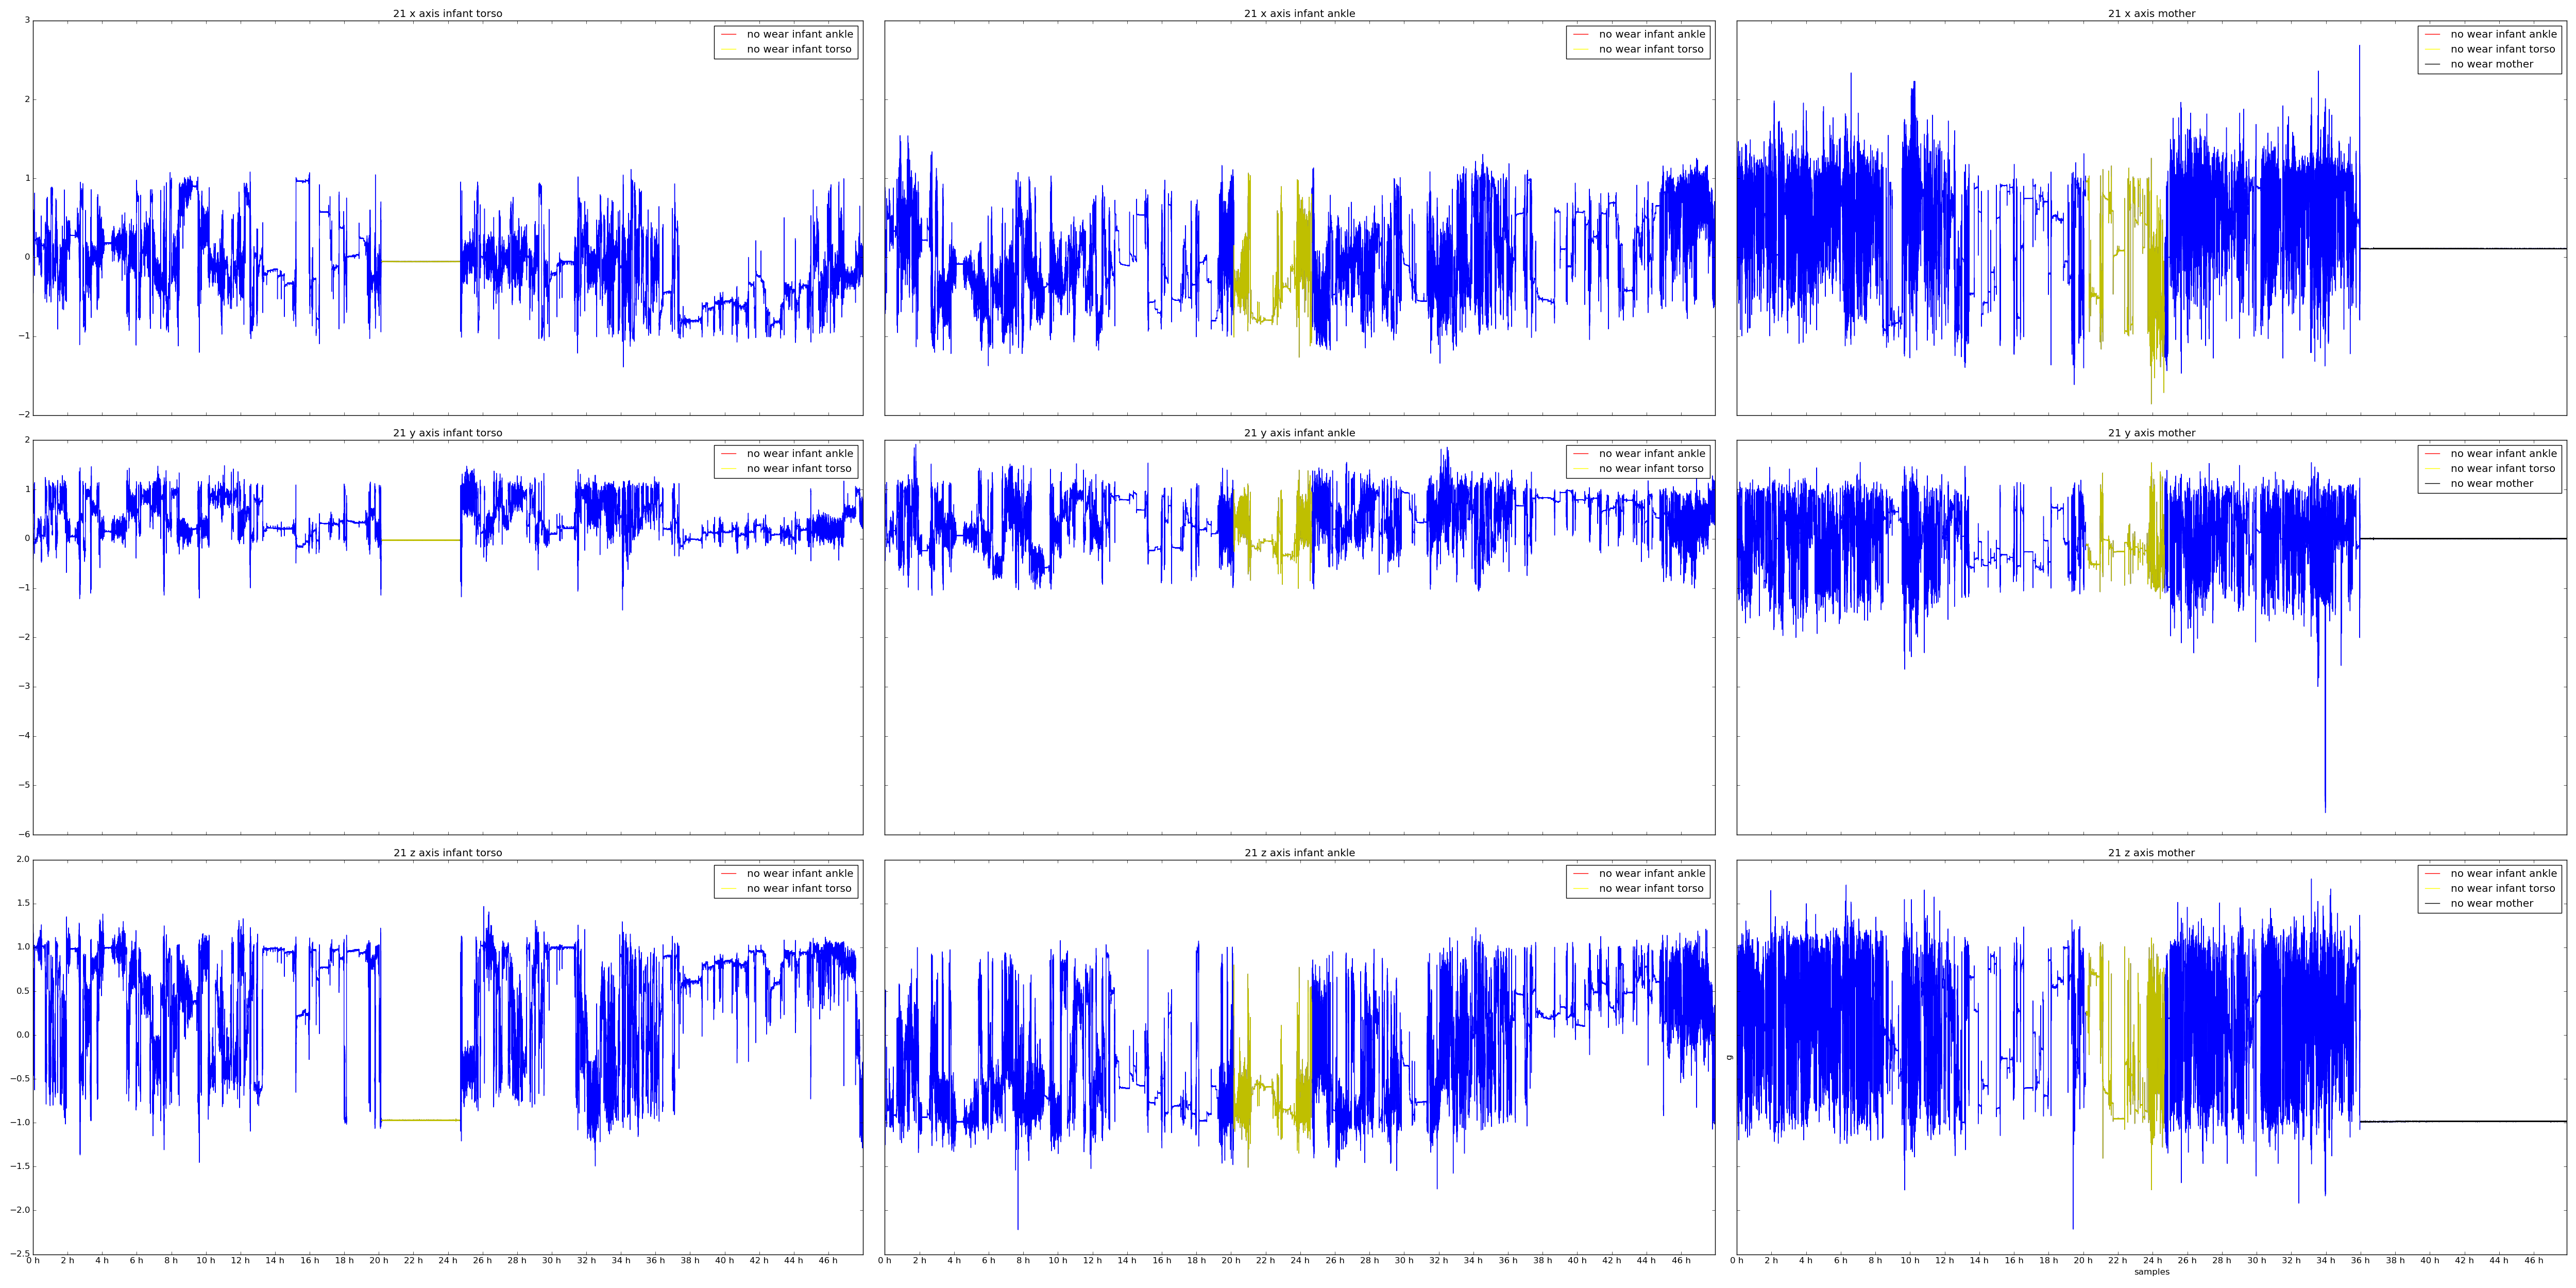 21 x axis infant torso
no wear infant ankle
no wear infant torso
3
2
1
0
−1
−2
21 x axis infant ankle
no wear infant ankle
no wear infant torso
21 x axis mother
no wear infant ankle
no wear infant torso
no wear mother
21 y axis infant torso
no wear infant ankle
no wear infant torso
2
1
0
−1
−2
−3
−4
−5
−6
21 y axis infant ankle
no wear infant ankle
no wear infant torso
21 y axis mother
no wear infant ankle
no wear infant torso
no wear mother
21 z axis infant torso
no wear infant ankle
no wear infant torso
2.0
1.5
1.0
0.5
0.0
−0.5
−1.0
−1.5
−2.0
−2.5
0 h 2 h 4 h 6 h 8 h 10 h 12 h 14 h 16 h 18 h 20 h 22 h 24 h 26 h 28 h 30 h 32 h 34 h 36 h 38 h 40 h 42 h 44 h 46 h
21 z axis infant ankle
no wear infant ankle
no wear infant torso
0 h 2 h 4 h 6 h 8 h 10 h 12 h 14 h 16 h 18 h 20 h 22 h 24 h 26 h 28 h 30 h 32 h 34 h 36 h 38 h 40 h 42 h 44 h 46 h
21 z axis mother
no wear infant ankle
no wear infant torso
no wear mother
g
0 h 2 h 4 h 6 h 8 h 10 h 12 h 14 h 16 h 18 h 20 h 22 h 24 h 26 h 28 h 30 h 32 h 34 h 36 h 38 h 40 h 42 h 44 h 46 h
samples